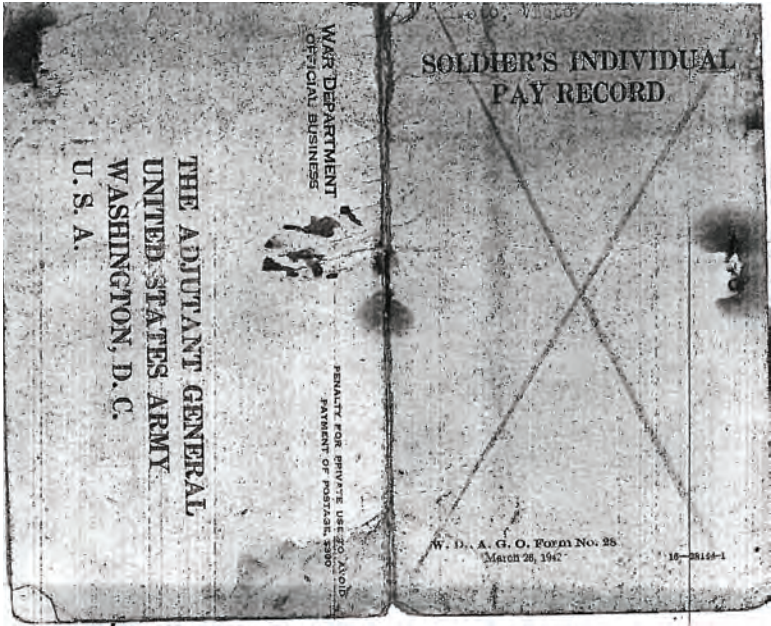 WAR DEPARTMENT
OFFICIAL BUSINESS
PENALTY FOR PRIVATE USE TO AVOID
PAYMENT OF POSTAGE, $300
THE ADJUTANT GENERAL
UNITED STATES ARMY
WASHINGTON, D.C.
U. S. A.
SOLDIER'S INDIVIDUAL
PAY RECORD
W. D., A. G. O. Form No. 28
March 26, 1942